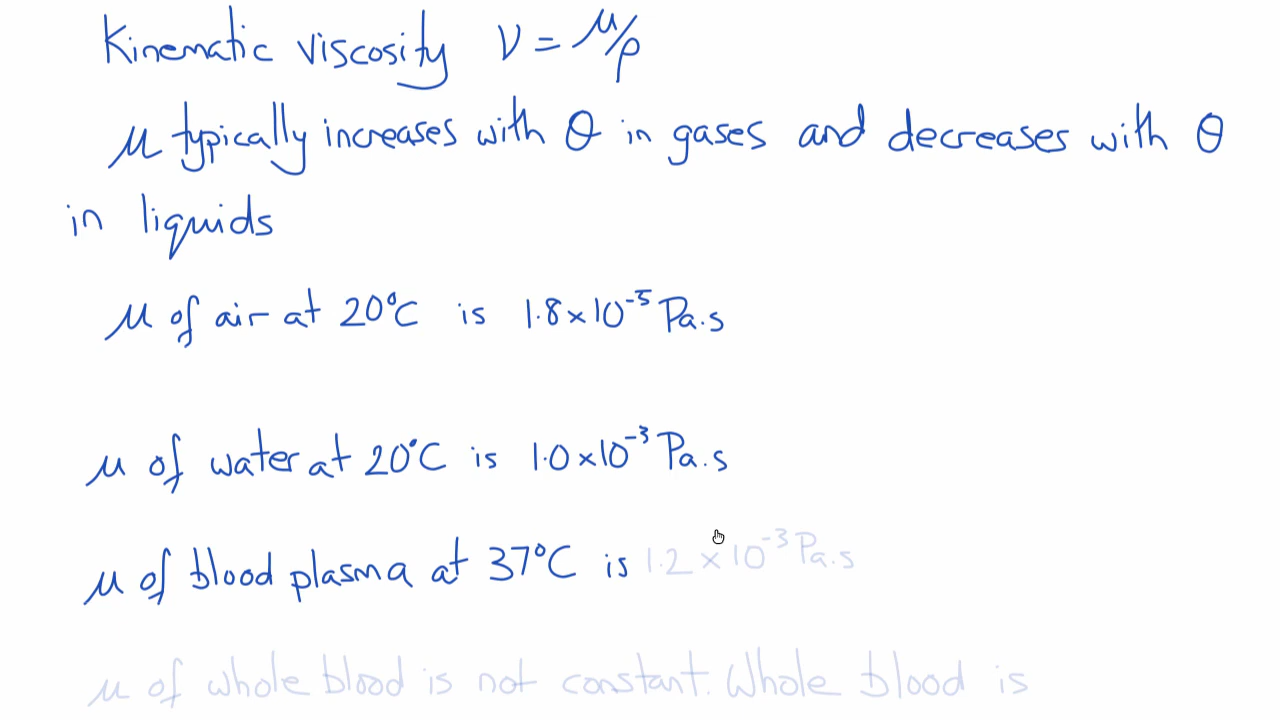 Kinematic viscosity ν = μ/ρ
μ typically increases with θ in gases and decreases with θ
in liquids
μ of air at 20°C is 1.8×10⁻⁵ Pa.s
μ of water at 20°C is 1.0×10⁻³ Pa.s
μ of blood plasma at 37°C is 1.2×10⁻³ Pa.s
μ of whole blood is not constant. Whole blood is